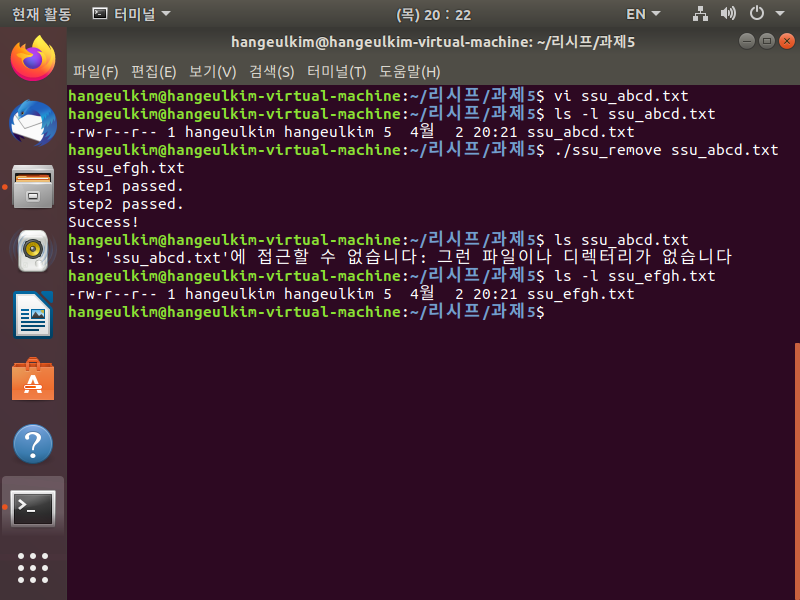 현재 활동 터미널 (목) 20 : 22 EN
hangeulkim@hangeulkim-virtual-machine: ~/리시프/과제5
파일(F) 편집(E) 보기(V) 검색(S) 터미널(T) 도움말(H)
hangeulkim@hangeulkim-virtual-machine:~/리시프/과제5$ vi ssu_abcd.txt
hangeulkim@hangeulkim-virtual-machine:~/리시프/과제5$ ls -l ssu_abcd.txt
-rw-r--r-- 1 hangeulkim hangeulkim 5  4월  2 20:21 ssu_abcd.txt
hangeulkim@hangeulkim-virtual-machine:~/리시프/과제5$ ./ssu_remove ssu_abcd.txt
 ssu_efgh.txt
step1 passed.
step2 passed.
Success!
hangeulkim@hangeulkim-virtual-machine:~/리시프/과제5$ ls ssu_abcd.txt
ls: 'ssu_abcd.txt'에 접근할 수 없습니다: 그런 파일이나 디렉터리가 없습니다
hangeulkim@hangeulkim-virtual-machine:~/리시프/과제5$ ls -l ssu_efgh.txt
-rw-r--r-- 1 hangeulkim hangeulkim 5  4월  2 20:21 ssu_efgh.txt
hangeulkim@hangeulkim-virtual-machine:~/리시프/과제5$